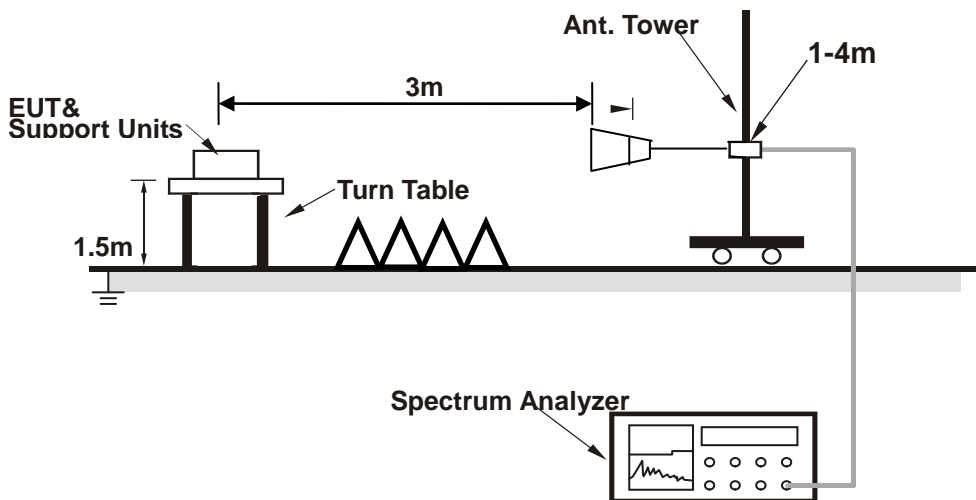 Ant. Tower
1-4m
3m
EUT&
Support Units
Turn Table
1.5m
Spectrum Analyzer